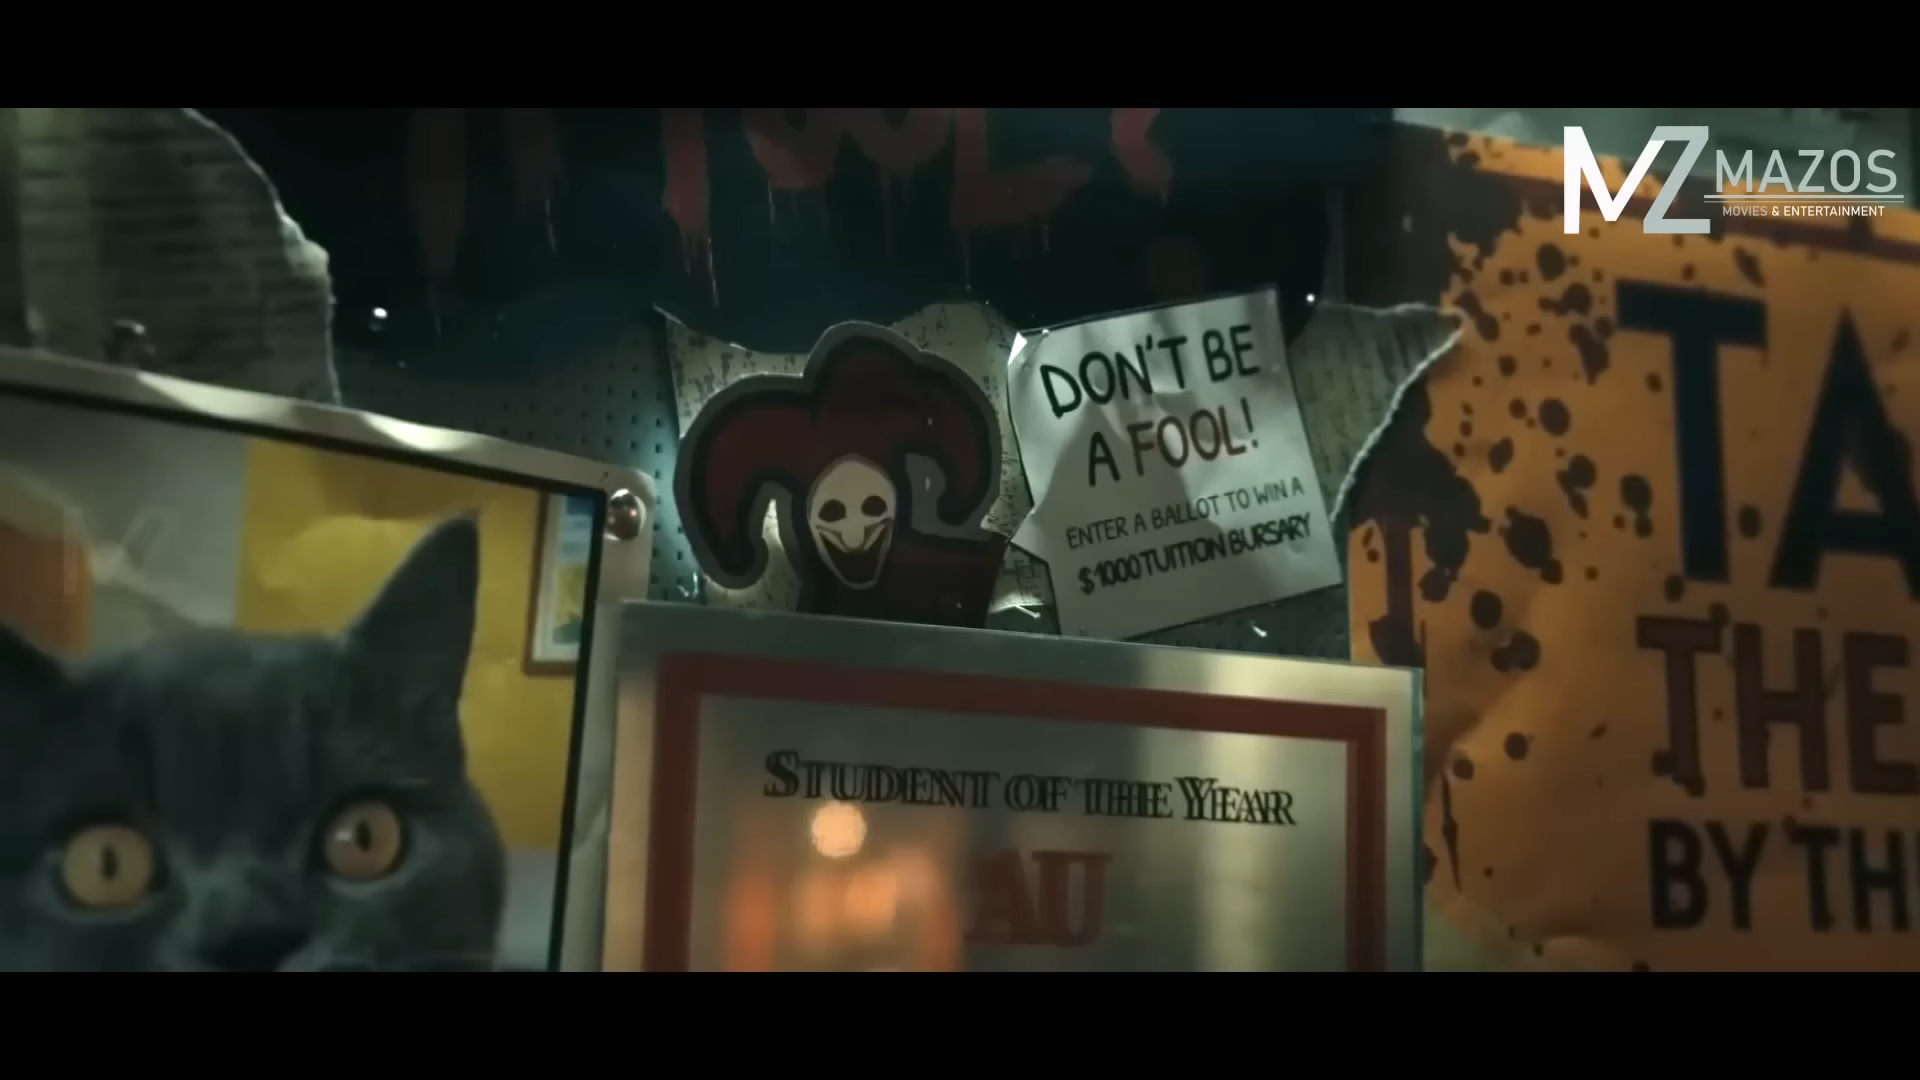 MZ MAZOS
MOVIES & ENTERTAINMENT
DON'T BE
A FOOL!
ENTER A BALLOT TO WIN A
$1000 TUITION BURSARY
STUDENT OF THE YEAR
AU
TA
THE
BY TH